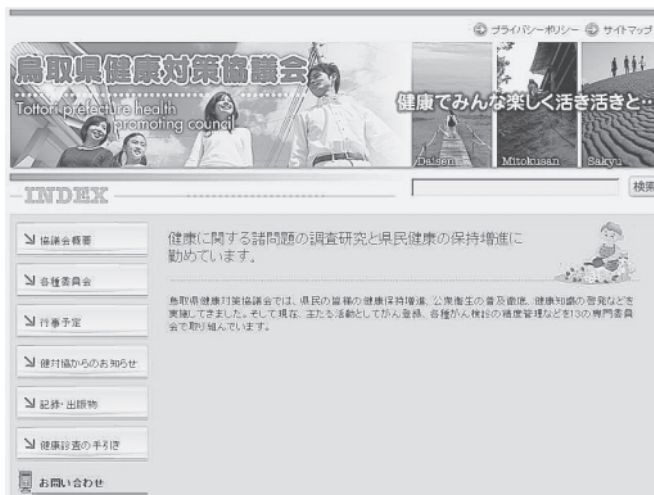 プライバシーポリシー サイトマップ
鳥取県健康対策協議会
Tottori prefecture health
promoting council
健康でみんな楽しく活き活きと…
Daisen Mitokusan Sakyu
INDEX
検索
協議会概要
各種委員会
行事予定
健対協からのお知らせ
記録・出版物
健康診査の手引き
お問い合わせ
健康に関する諸問題の調査研究と県民健康の保持増進に
勤めています。
鳥取県健康対策協議会では、県民の皆様の健康保持増進、公衆衛生の普及徹底、健康知識の啓発などを
実施してきました。そして現在、主たる活動としてがん登録、各種がん検診の精度管理などを13の専門委員
会で取り組んでいます。